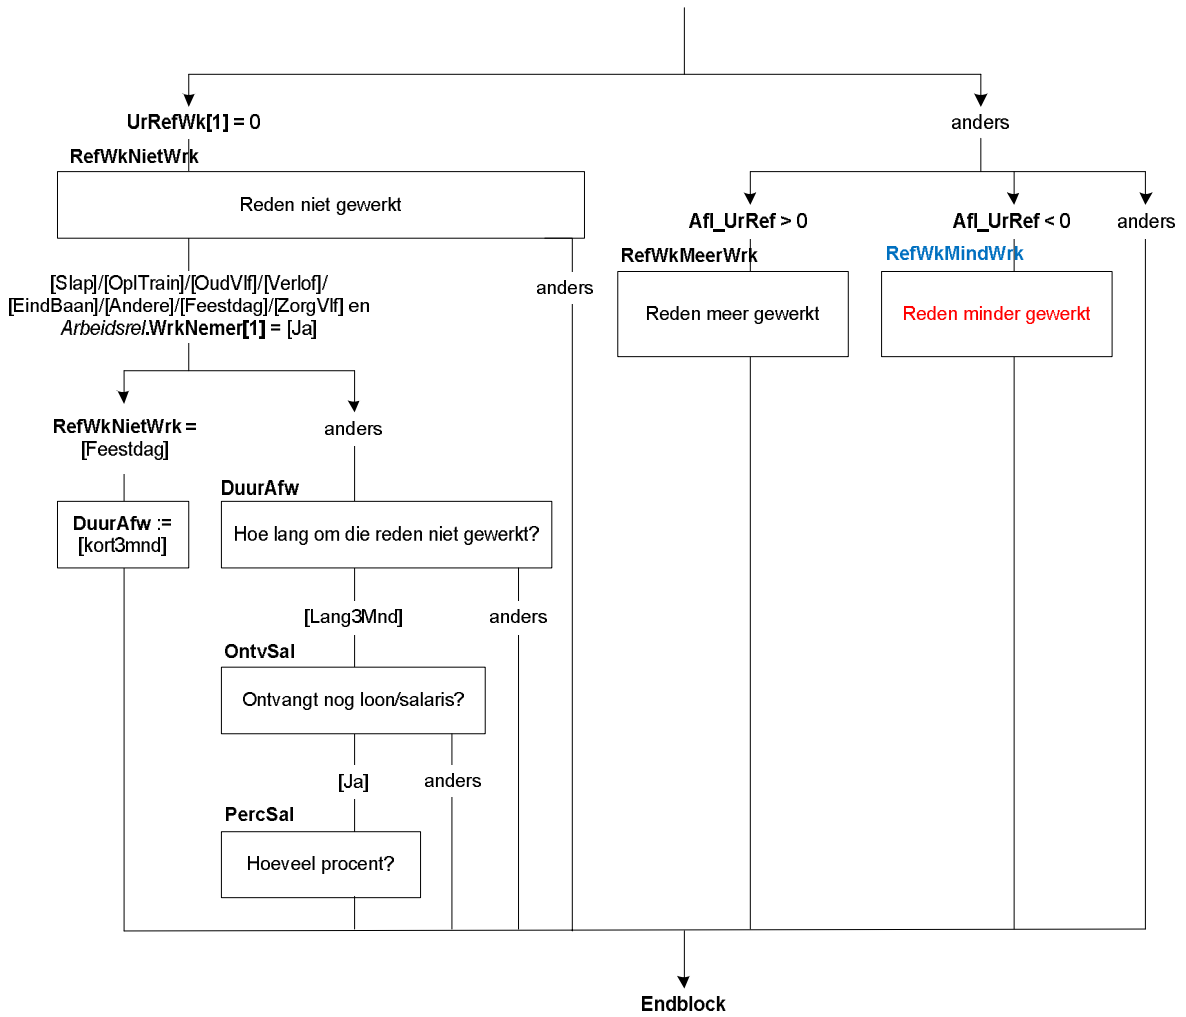 UrRefWk[1] = 0
anders
RefWkNietWrk
Reden niet gewerkt
Afl_UrRef > 0
Afl_UrRef < 0
anders
RefWkMeerWrk
RefWkMindWrk
Reden meer gewerkt
Reden minder gewerkt
[Slap]/[OplTrain]/[OudVlf]/[Verlof]/
[EindBaan]/[Andere]/[Feestdag]/[ZorgVlf] en
Arbeidsrel.WrkNemer[1] = [Ja]
anders
RefWkNietWrk =
[Feestdag]
anders
DuurAfw
DuurAfw :=
[kort3mnd]
Hoe lang om die reden niet gewerkt?
[Lang3Mnd]
anders
OntvSal
Ontvangt nog loon/salaris?
[Ja]
anders
PercSal
Hoeveel procent?
Endblock